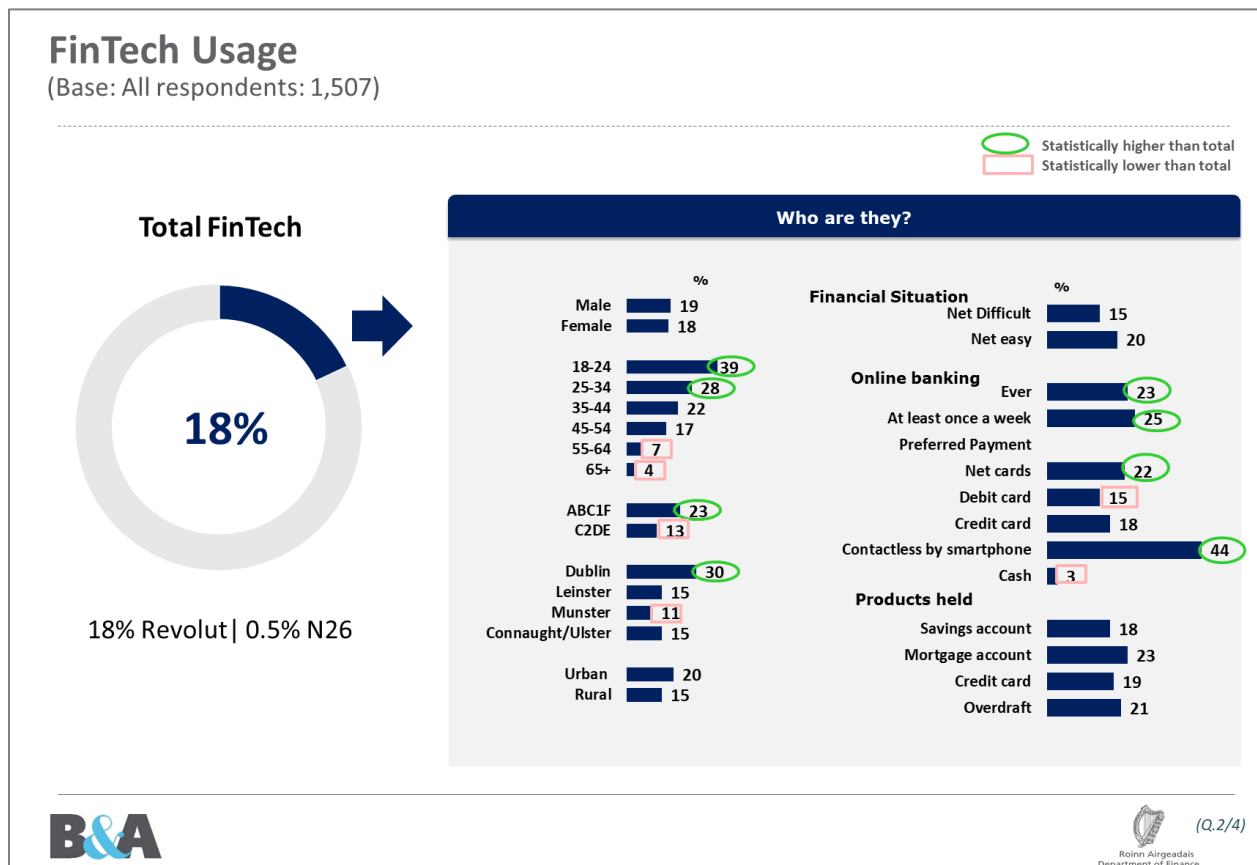 FinTech Usage
(Base: All respondents: 1,507)
Statistically higher than total
Statistically lower than total
Total FinTech
18%
18% Revolut| 0.5% N26
Who are they?
%
Male 19
Female 18
18-24 39
25-34 28
35-44 22
45-54 17
55-64 7
65+ 4
ABC1F 23
C2DE 13
Dublin 30
Leinster 15
Munster 11
Connaught/Ulster 15
Urban 20
Rural 15
%
Financial Situation
Net Difficult 15
Net easy 20
Online banking
Ever 23
At least once a week 25
Preferred Payment
Net cards 22
Debit card 15
Credit card 18
Contactless by smartphone 44
Cash 3
Products held
Savings account 18
Mortgage account 23
Credit card 19
Overdraft 21
B&A
(Q.2/4)
Roinn Airgeadais
Department of Finance